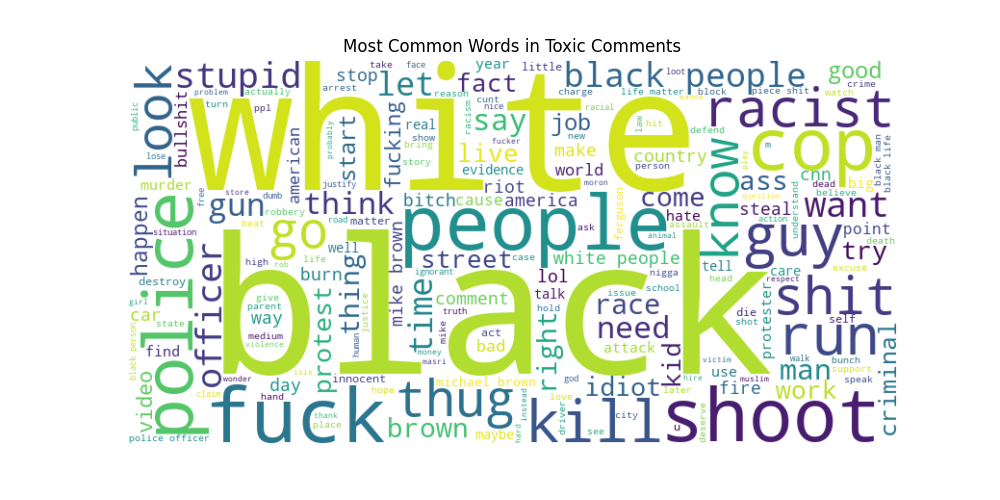 Most Common Words in Toxic Comments
white
black
people
police
shoot
fuck
kill
shit
cop
racist
guy
run
thug
know
look
stupid
let
fact
black people
good
stop
year
little
take
face
loot
crime
problem
actually
arrest
reason
charge
life matter
block
piece shit
watch
turn
ppl
public
bullshit
lose
american
probably
start
fucking
real
show
bring
story
racism
cunt
nice
say
fucker
job
new
racial
make
law
hit
defend
live
evidence
world
country
person
play
m
black man
black life
cnn
dead
believe
big
ass
understand
murder
free
store
dumb
justify
think
riot
moron
bitch
cause
america
come
hate
ferguson
question
assault
action
steal
want
point
death
try
excuse
happen
gun
robbery
road
matter
situation
beat
go
well
life
high
rob
burn
thing
mike brown
street
case
ask
white people
animal
tell
care
respect
destroy
officer
ignorant
lol
nigga
school
girl
give
parent
way
protest
justice
time
comment
truth
talk
hold
issue
race
need
die
shot
self
protester
car
state
medium
violence
human
mike
act
bad
right
attack
kid
victim
walk
bunch
find
black person
wonder
isis
money
masri
god
hire
muslim
man
support
criminal
video
claim
day
innocent
hope
michael brown
love
idiot
later
use
fire
work
speak
hand
thank
place
brown
maybe
hard
instead
driver
see
city
deserve
police officer